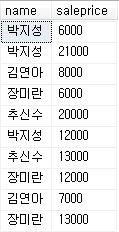 name saleprice
박지성 6000
박지성 21000
김연아 8000
장미란 6000
추신수 20000
박지성 12000
추신수 13000
장미란 12000
김연아 7000
장미란 13000